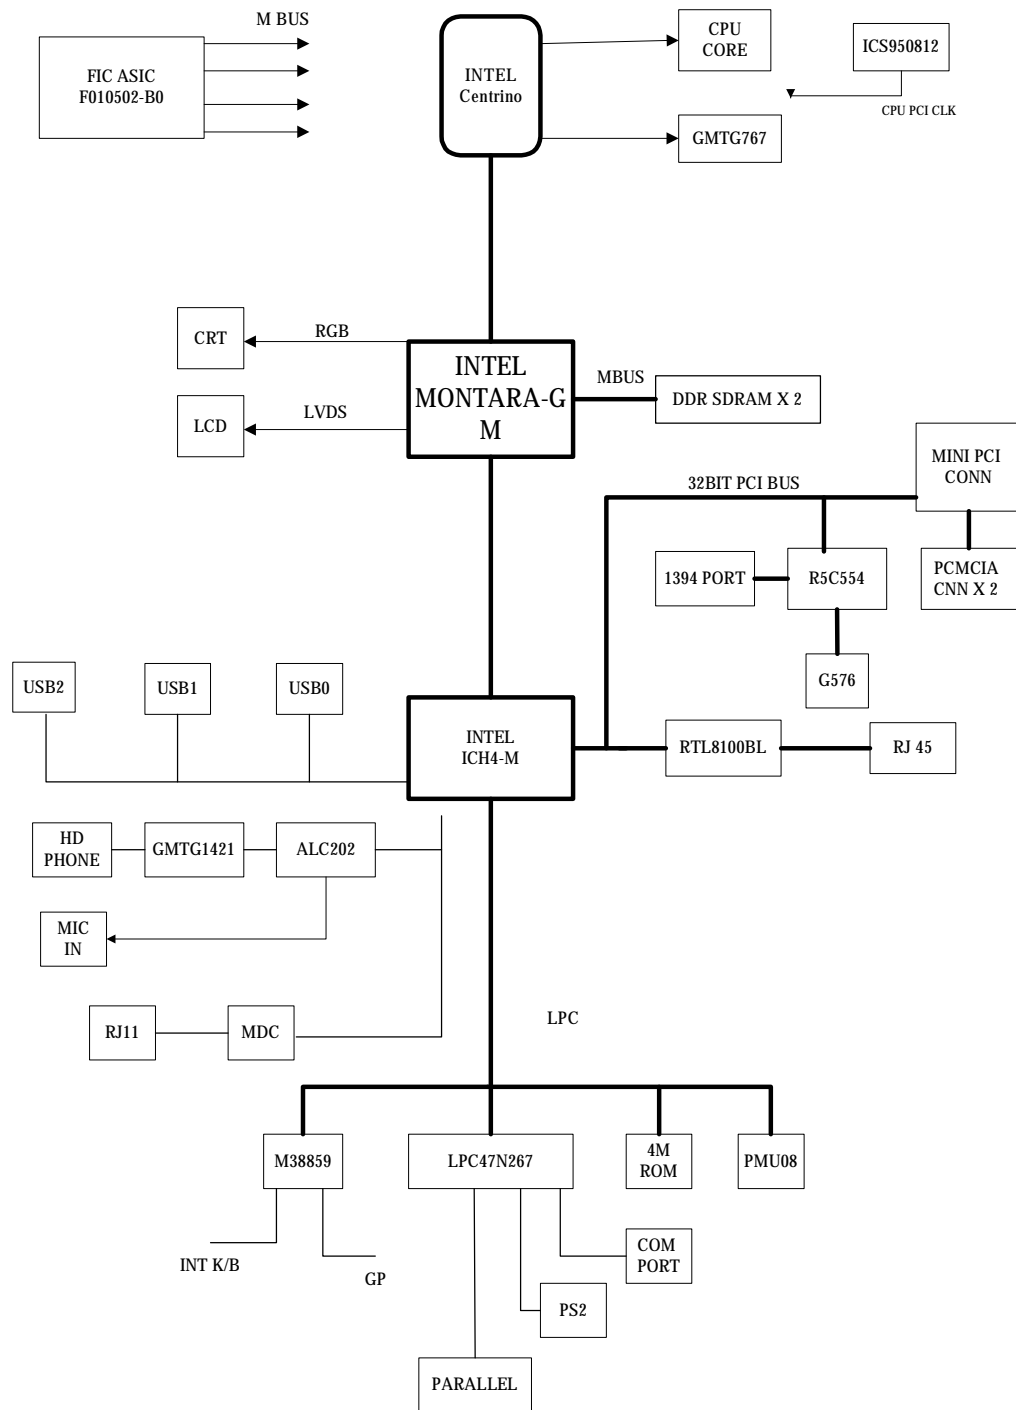 M BUS
FIC ASIC
F010502-B0
INTEL
Centrino
CPU
CORE
ICS950812
CPU PCI CLK
GMTG767
CRT
RGB
INTEL
MONTARA-G
M
MBUS
DDR SDRAM X 2
LCD
LVDS
MINI PCI
CONN
32BIT PCI BUS
1394 PORT
R5C554
PCMCIA
CNN X 2
G576
USB2
USB1
USB0
INTEL
ICH4-M
RTL8100BL
RJ 45
HD
PHONE
GMTG1421
ALC202
MIC
IN
RJ11
MDC
LPC
M38859
LPC47N267
4M
ROM
PMU08
INT K/B
GP
COM
PORT
PS2
PARALLEL